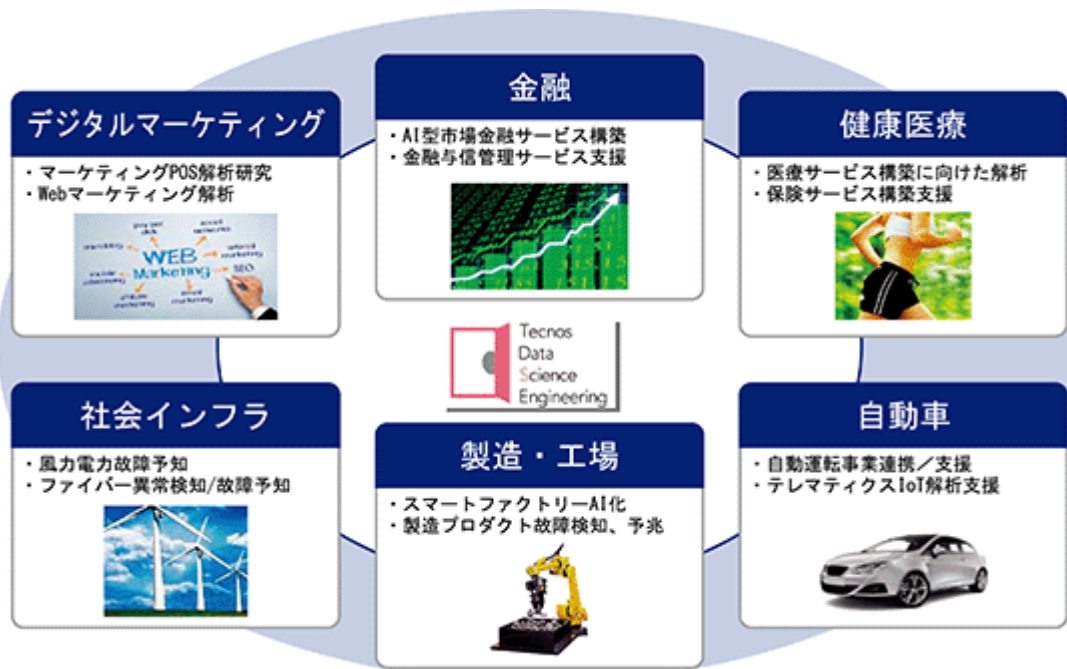 金融
・AI型市場金融サービス構築
・金融与信管理サービス支援
デジタルマーケティング
・マーケティングPOS解析研究
・Webマーケティング解析
WEB
Marketing
SEO
健康医療
・医療サービス構築に向けた解析
・保険サービス構築支援
Tecnos
Data
Science
Engineering
社会インフラ
・風力電力故障予知
・ファイバー異常検知/故障予知
製造・工場
・スマートファクトリーAI化
・製造プロダクト故障検知、予兆
自動車
・自動運転事業連携／支援
・テレマティクスIoT解析支援